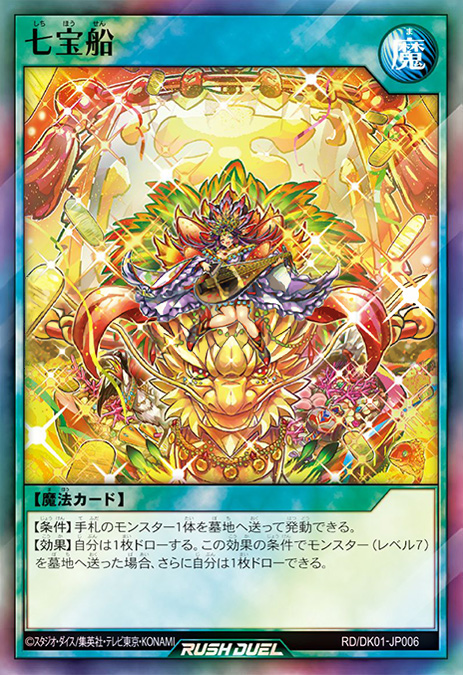 七宝船
魔
【魔法カード】
【条件】手札のモンスター1体を墓地へ送って発動できる。
【効果】自分は1枚ドローする。この効果の条件でモンスター(レベル7)
を墓地へ送った場合、さらに自分は1枚ドローできる。
©スタジオ・ダイス/集英社・テレビ東京・KONAMI
RUSH DUEL
RD/DK01-JP006